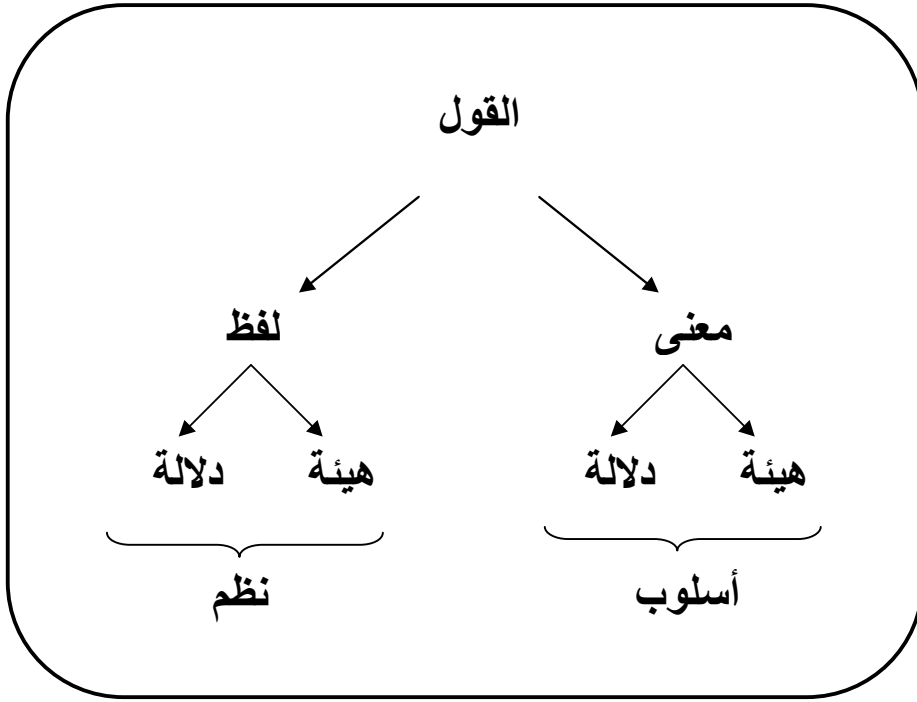 القول
معنى لفظ
هيئة دلالة هيئة دلالة
أسلوب نظم